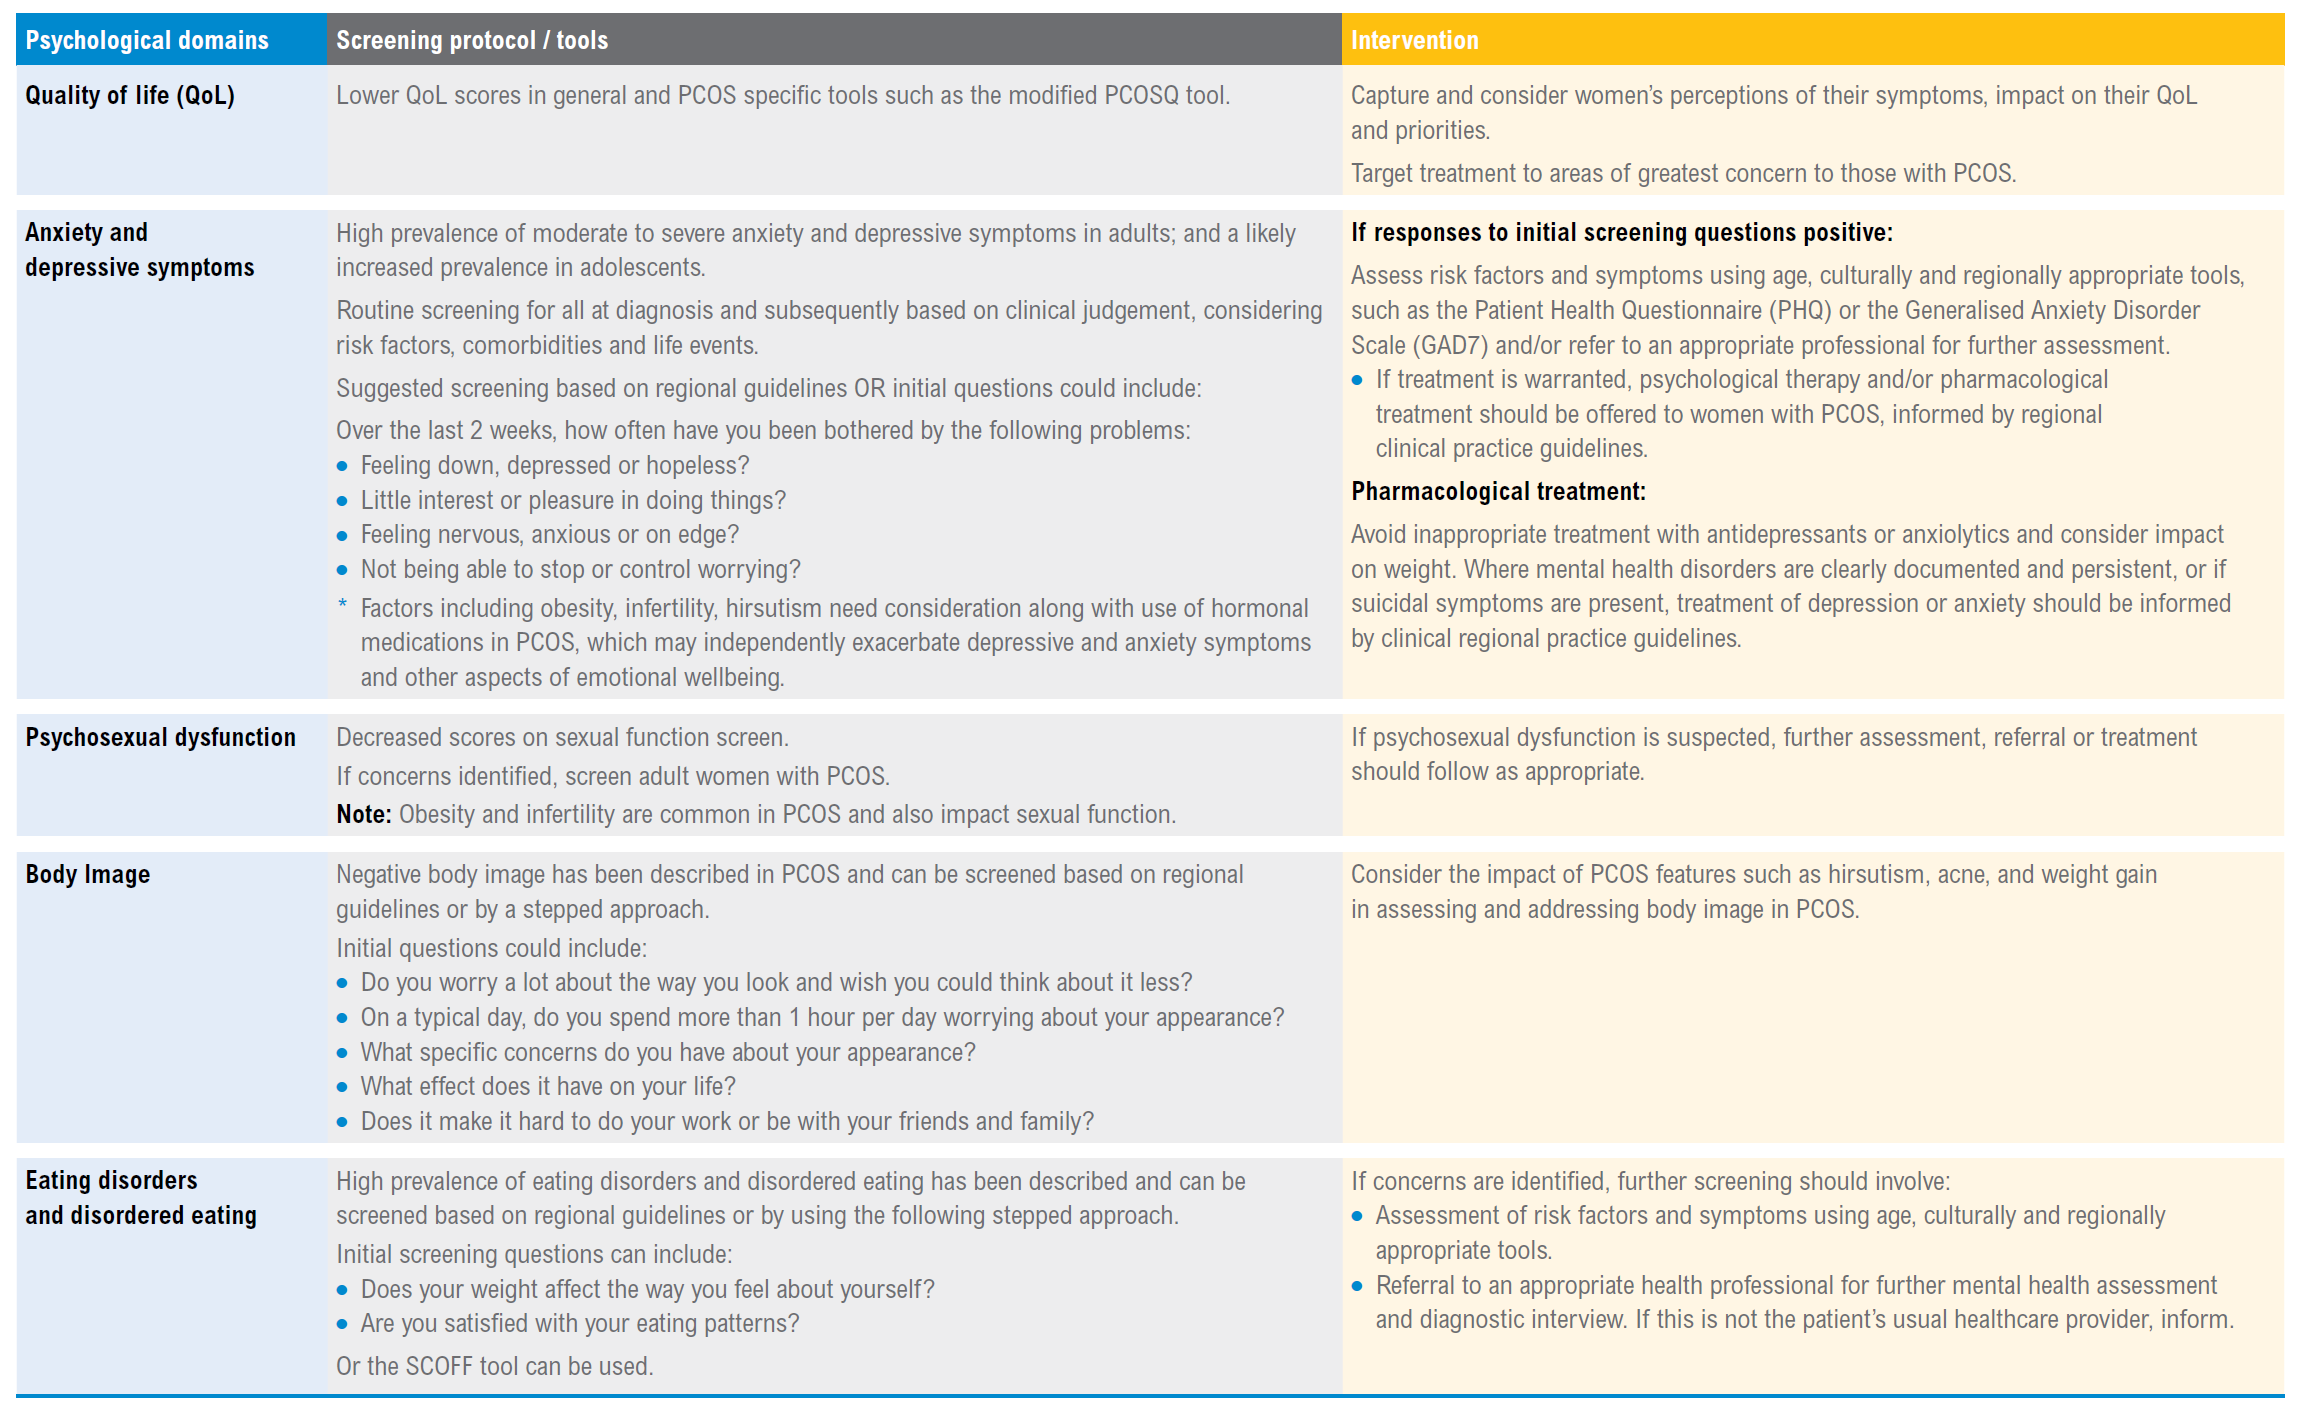 Psychological domains
Screening protocol / tools
Intervention
Quality of life (QoL)
Lower QoL scores in general and PCOS specific tools such as the modified PCOSQ tool.
Capture and consider women’s perceptions of their symptoms, impact on their QoL
and priorities.
Target treatment to areas of greatest concern to those with PCOS.
Anxiety and
depressive symptoms
High prevalence of moderate to severe anxiety and depressive symptoms in adults; and a likely
increased prevalence in adolescents.
Routine screening for all at diagnosis and subsequently based on clinical judgement, considering
risk factors, comorbidities and life events.
Suggested screening based on regional guidelines OR initial questions could include:
Over the last 2 weeks, how often have you been bothered by the following problems:
• Feeling down, depressed or hopeless?
• Little interest or pleasure in doing things?
• Feeling nervous, anxious or on edge?
• Not being able to stop or control worrying?
* Factors including obesity, infertility, hirsutism need consideration along with use of hormonal
medications in PCOS, which may independently exacerbate depressive and anxiety symptoms
and other aspects of emotional wellbeing.
If responses to initial screening questions positive:
Assess risk factors and symptoms using age, culturally and regionally appropriate tools,
such as the Patient Health Questionnaire (PHQ) or the Generalised Anxiety Disorder
Scale (GAD7) and/or refer to an appropriate professional for further assessment.
• If treatment is warranted, psychological therapy and/or pharmacological
treatment should be offered to women with PCOS, informed by regional
clinical practice guidelines.
Pharmacological treatment:
Avoid inappropriate treatment with antidepressants or anxiolytics and consider impact
on weight. Where mental health disorders are clearly documented and persistent, or if
suicidal symptoms are present, treatment of depression or anxiety should be informed
by clinical regional practice guidelines.
Psychosexual dysfunction
Decreased scores on sexual function screen.
If concerns identified, screen adult women with PCOS.
Note: Obesity and infertility are common in PCOS and also impact sexual function.
If psychosexual dysfunction is suspected, further assessment, referral or treatment
should follow as appropriate.
Body Image
Negative body image has been described in PCOS and can be screened based on regional
guidelines or by a stepped approach.
Initial questions could include:
• Do you worry a lot about the way you look and wish you could think about it less?
• On a typical day, do you spend more than 1 hour per day worrying about your appearance?
• What specific concerns do you have about your appearance?
• What effect does it have on your life?
• Does it make it hard to do your work or be with your friends and family?
Consider the impact of PCOS features such as hirsutism, acne, and weight gain
in assessing and addressing body image in PCOS.
Eating disorders
and disordered eating
High prevalence of eating disorders and disordered eating has been described and can be
screened based on regional guidelines or by using the following stepped approach.
Initial screening questions can include:
• Does your weight affect the way you feel about yourself?
• Are you satisfied with your eating patterns?
Or the SCOFF tool can be used.
If concerns are identified, further screening should involve:
• Assessment of risk factors and symptoms using age, culturally and regionally
appropriate tools.
• Referral to an appropriate health professional for further mental health assessment
and diagnostic interview. If this is not the patient’s usual healthcare provider, inform.